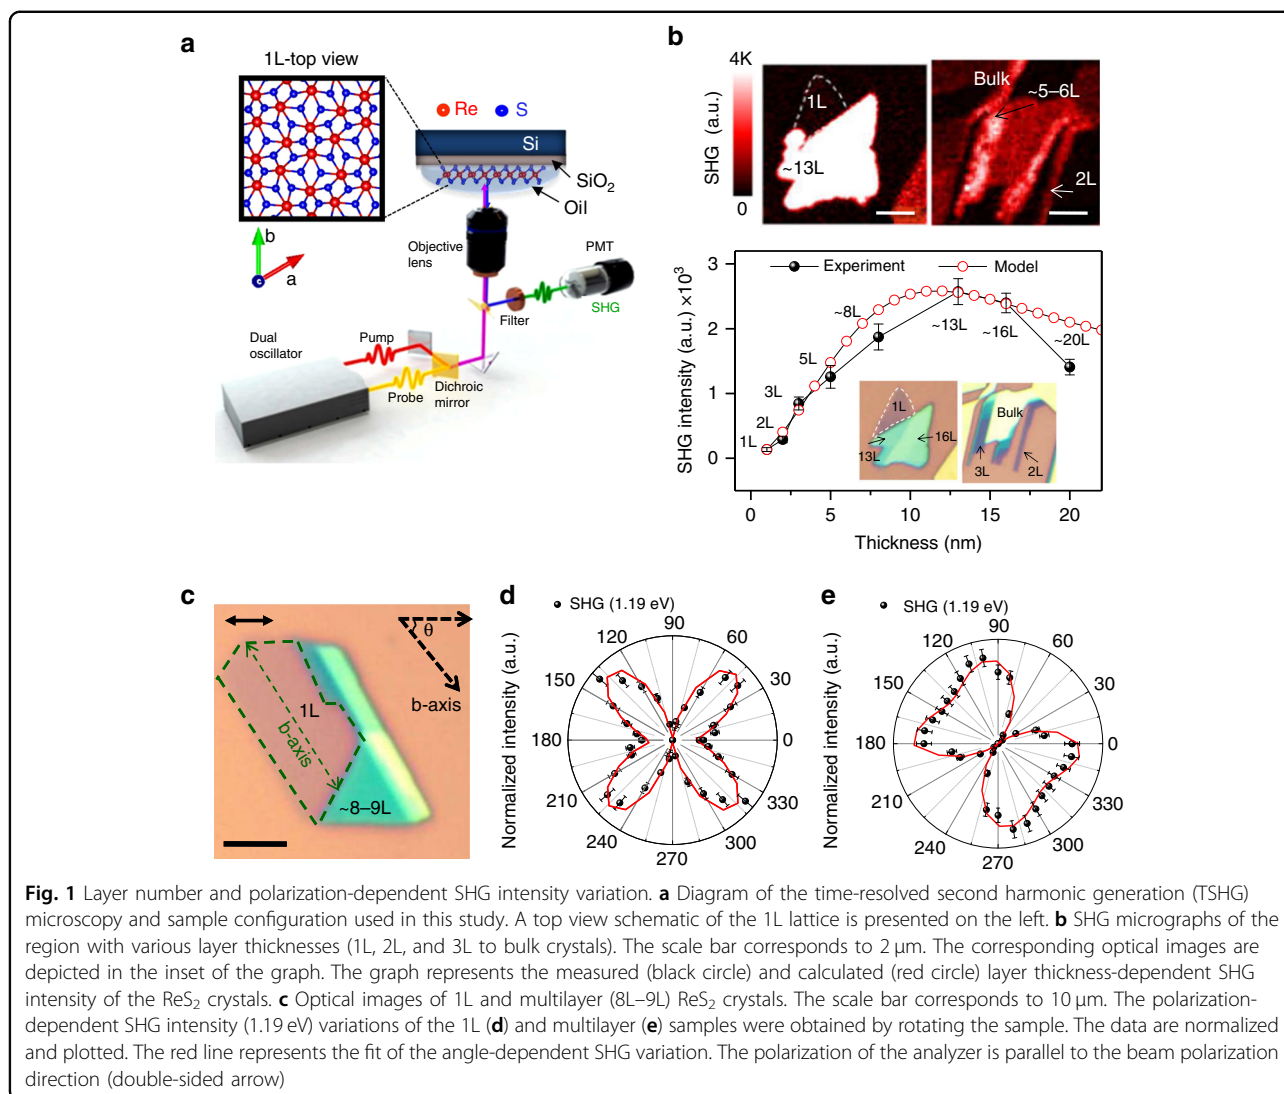 a
1L-top view
Re
S
Si
SiO2
Oil
b
a
c
Objective
lens
PMT
SHG
Filter
Dual
oscillator
Pump
Probe
Dichroic
mirror
b
4K
SHG (a.u.)
0
1L
~13L
Bulk
~5–6L
2L
Experiment
Model
SHG intensity (a.u.) ×10³
3
2
1
0
1L
2L
3L
5L
~8L
~13L
~16L
~20L
1L
13L
16L
Bulk
3L
2L
0
5
10
15
20
Thickness (nm)
c
θ
b-axis
1L
b-axis
~8–9L
d
SHG (1.19 eV)
Normalized intensity (a.u.)
90
60
30
0
330
300
270
240
210
180
150
120
e
SHG (1.19 eV)
Normalized intensity (a.u.)
90
60
30
0
330
300
270
240
210
180
150
120
Fig. 1 Layer number and polarization-dependent SHG intensity variation. a Diagram of the time-resolved second harmonic generation (TSHG)
microscopy and sample configuration used in this study. A top view schematic of the 1L lattice is presented on the left. b SHG micrographs of the
region with various layer thicknesses (1L, 2L, and 3L to bulk crystals). The scale bar corresponds to 2 μm. The corresponding optical images are
depicted in the inset of the graph. The graph represents the measured (black circle) and calculated (red circle) layer thickness-dependent SHG
intensity of the ReS2 crystals. c Optical images of 1L and multilayer (8L–9L) ReS2 crystals. The scale bar corresponds to 10 μm. The polarization-
dependent SHG intensity (1.19 eV) variations of the 1L (d) and multilayer (e) samples were obtained by rotating the sample. The data are normalized
and plotted. The red line represents the fit of the angle-dependent SHG variation. The polarization of the analyzer is parallel to the beam polarization
direction (double-sided arrow)